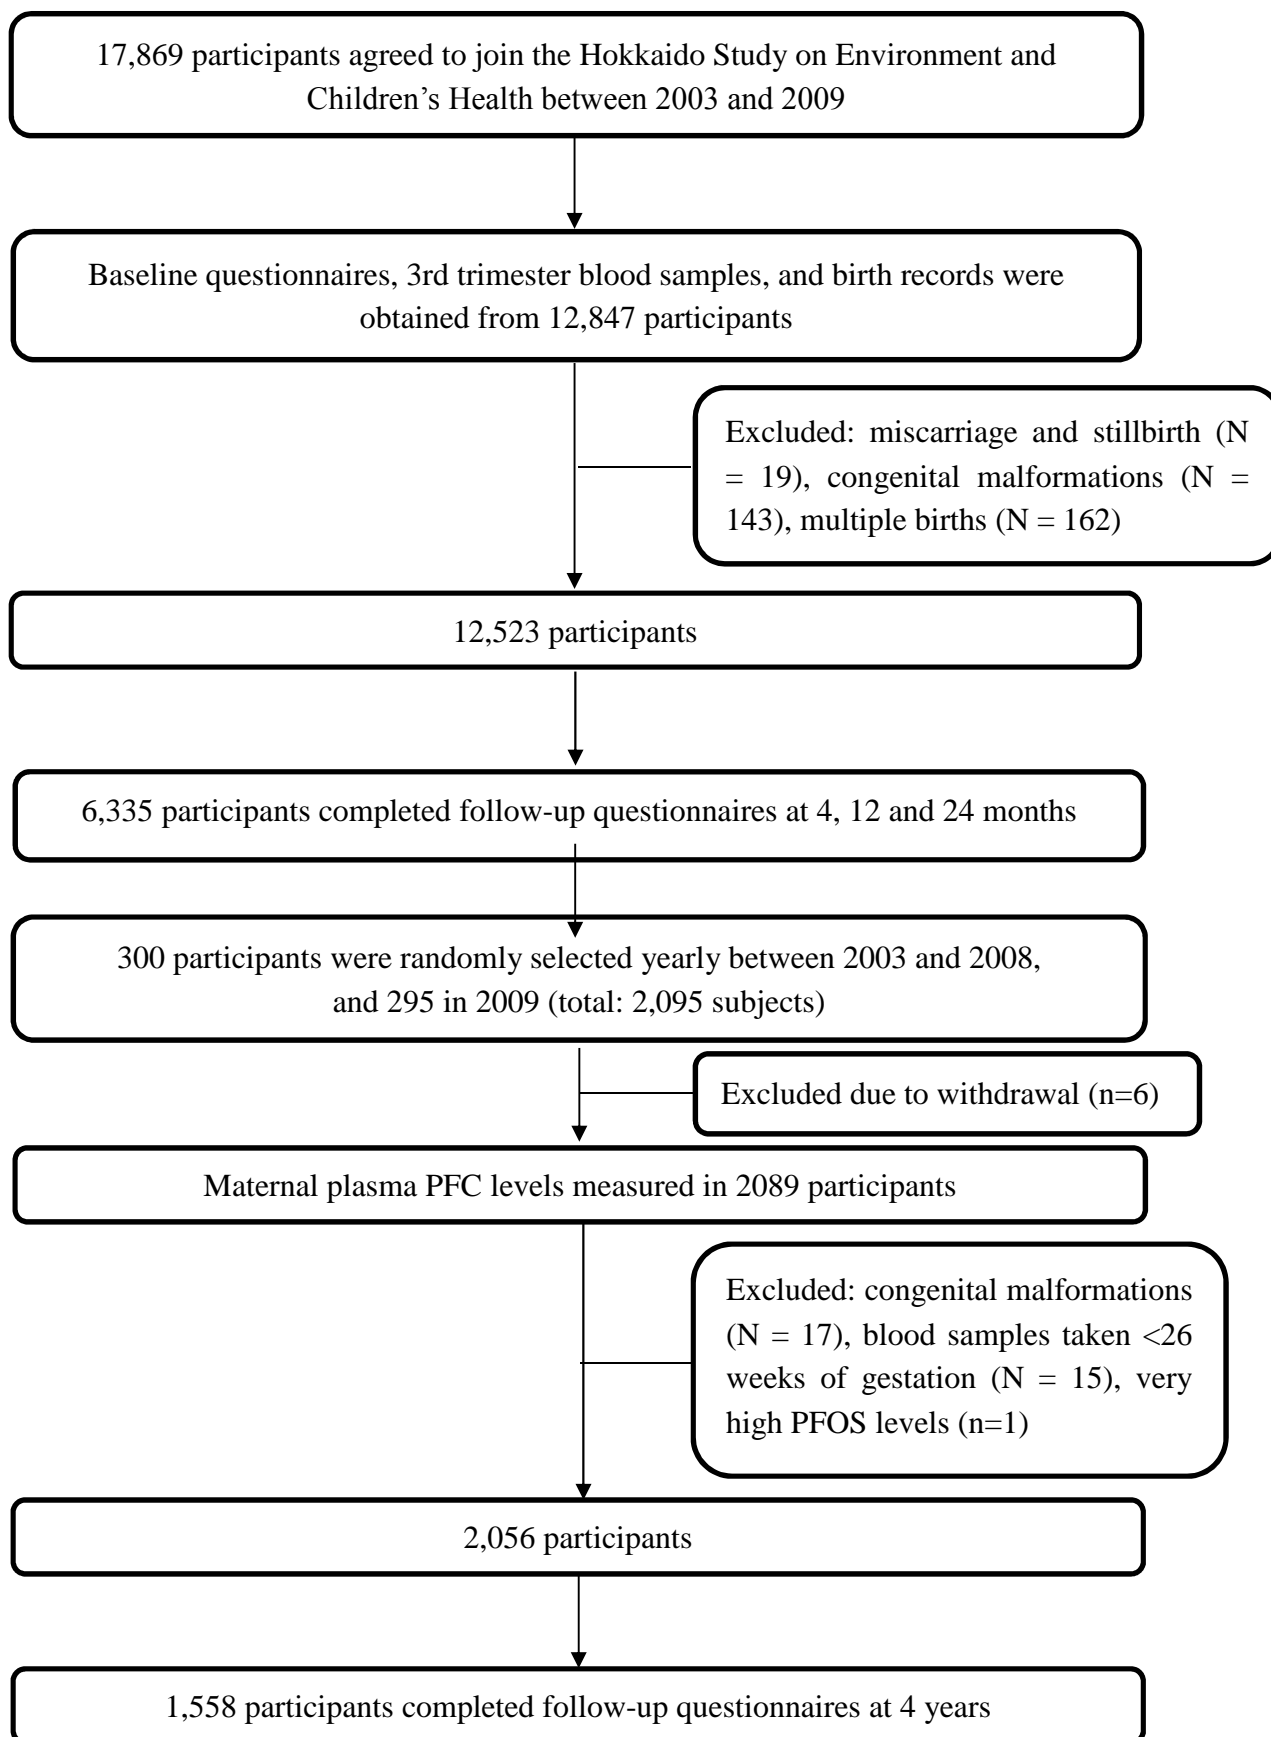 17,869 participants agreed to join the Hokkaido Study on Environment and
Children’s Health between 2003 and 2009
Baseline questionnaires, 3rd trimester blood samples, and birth records were
obtained from 12,847 participants
Excluded: miscarriage and stillbirth (N
= 19), congenital malformations (N =
143), multiple births (N = 162)
12,523 participants
6,335 participants completed follow-up questionnaires at 4, 12 and 24 months
300 participants were randomly selected yearly between 2003 and 2008,
and 295 in 2009 (total: 2,095 subjects)
Excluded due to withdrawal (n=6)
Maternal plasma PFC levels measured in 2089 participants
Excluded: congenital malformations
(N = 17), blood samples taken <26
weeks of gestation (N = 15), very
high PFOS levels (n=1)
2,056 participants
1,558 participants completed follow-up questionnaires at 4 years